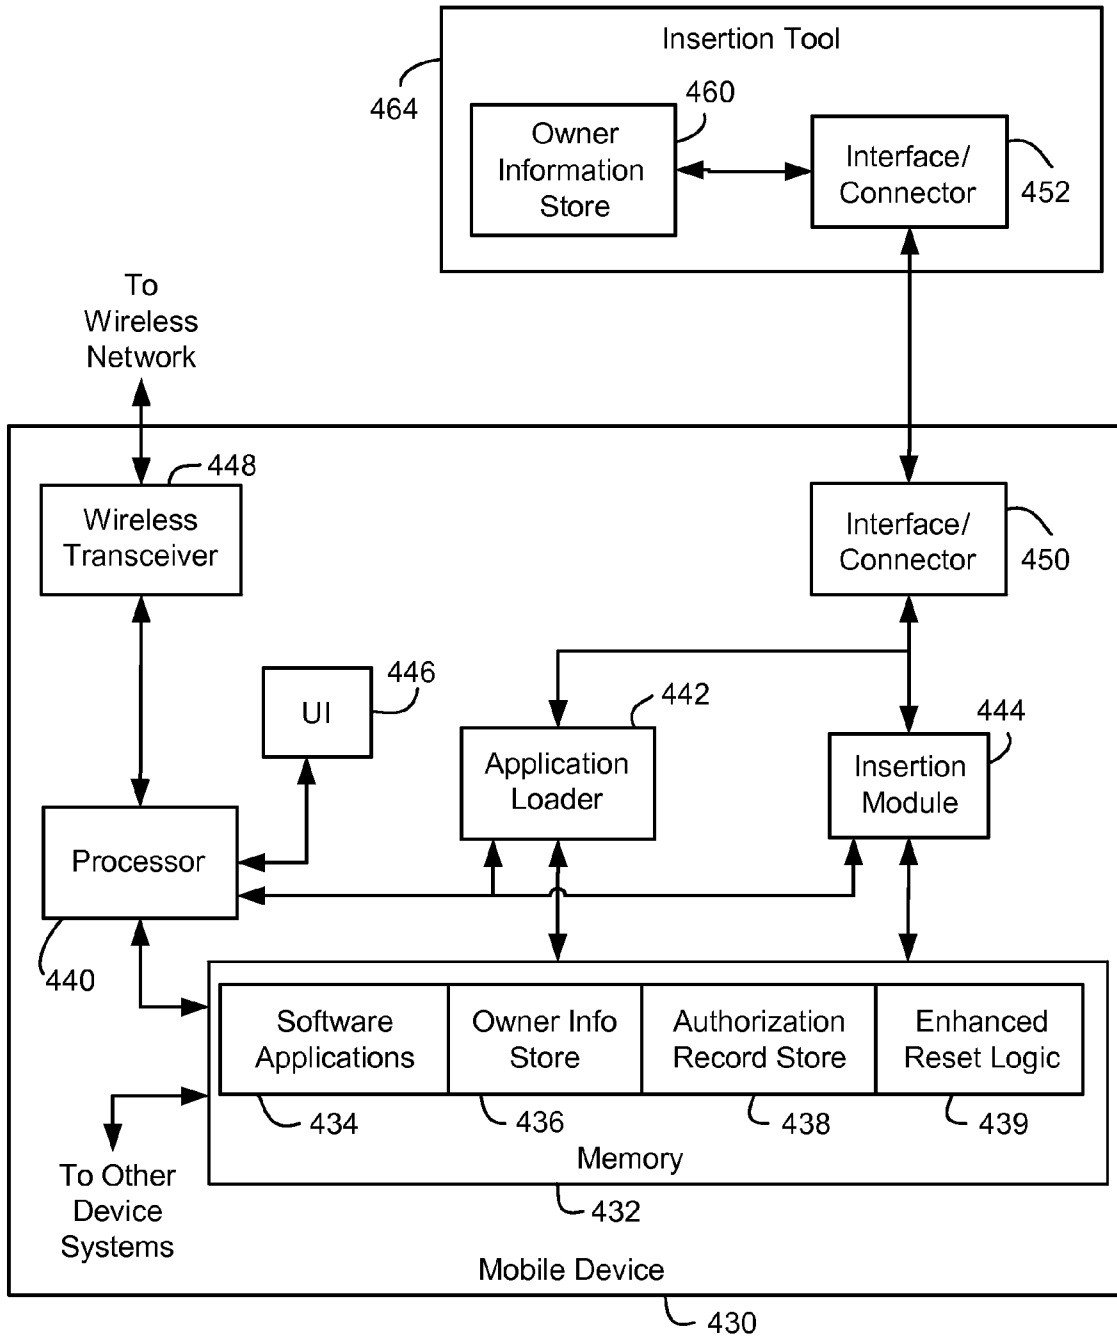 Insertion Tool
464
460
Owner
Information
Store
Interface/
Connector
452
To
Wireless
Network
448
Wireless
Transceiver
Interface/
Connector
450
446
UI
442
444
Application
Loader
Insertion
Module
Processor
440
Software
Applications
Owner Info
Store
Authorization
Record Store
Enhanced
Reset Logic
434
436
438
439
Memory
432
To Other
Device
Systems
Mobile Device
430